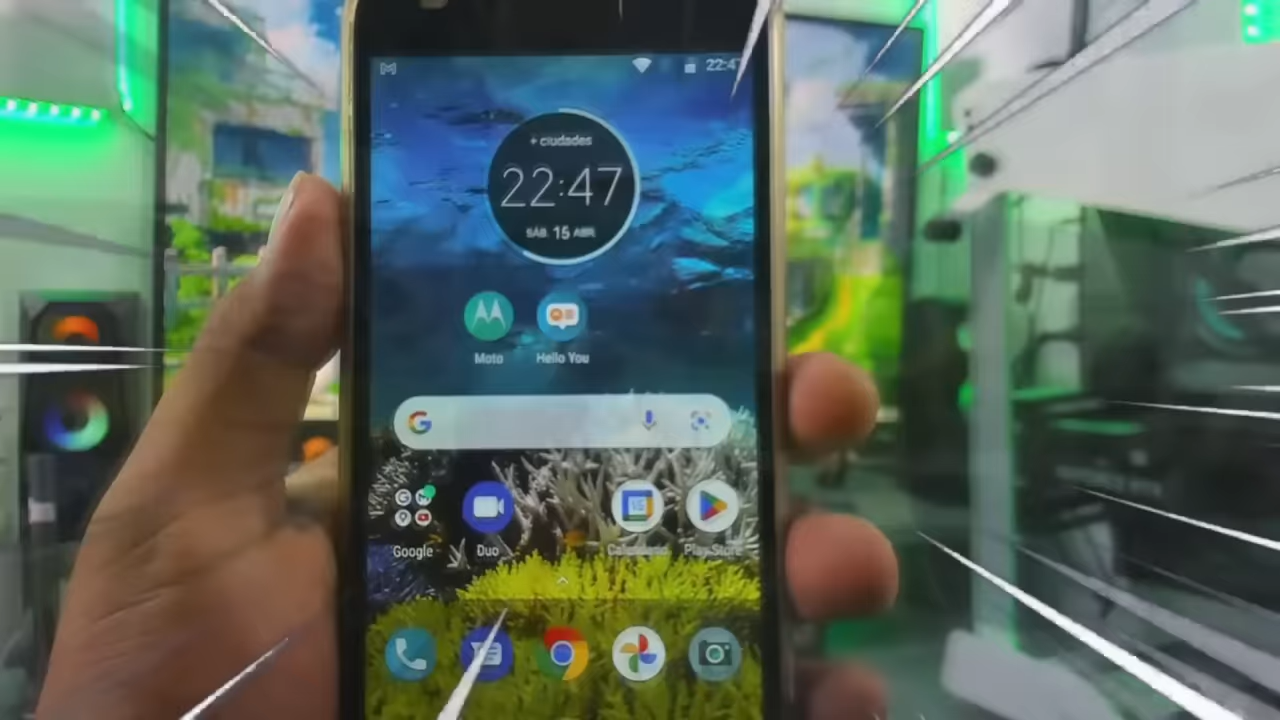 22:47
+ ciudades
22:47
SÁB. 15 ABR
Moto
Hello You
Google
Duo
Calendario
Play Store